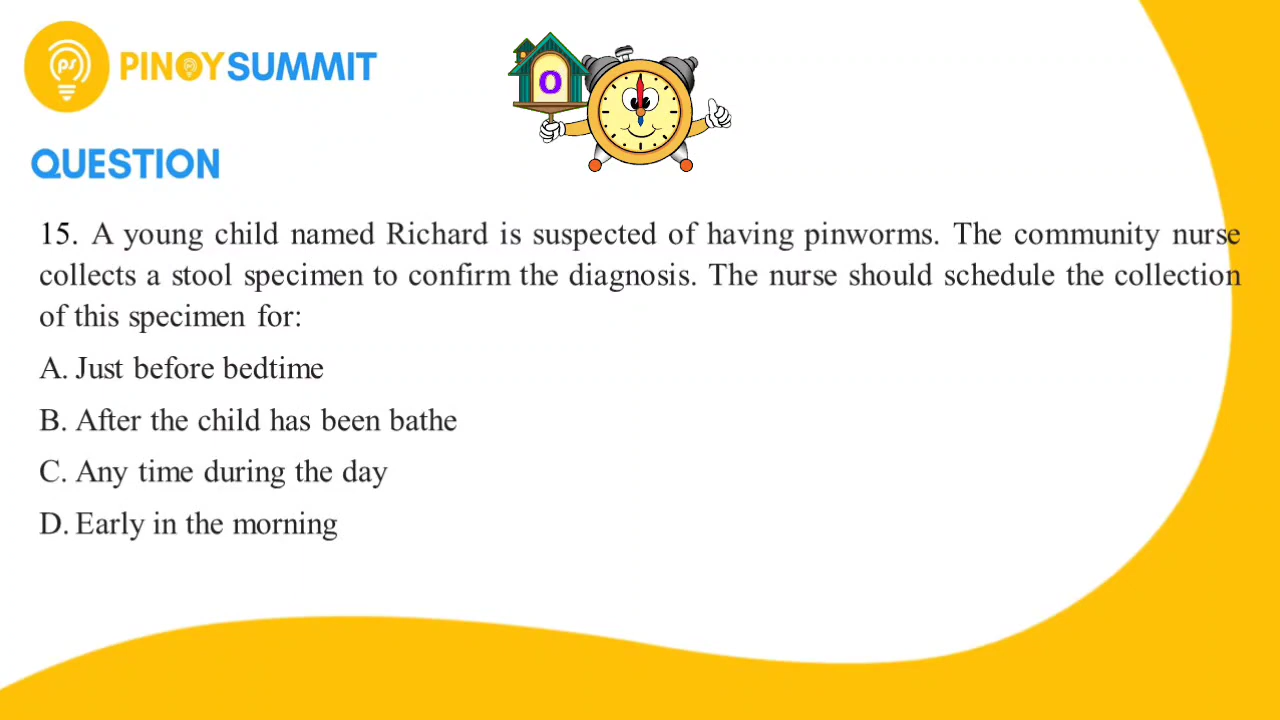 PINOYSUMMIT
O
QUESTION
15. A young child named Richard is suspected of having pinworms. The community nurse
collects a stool specimen to confirm the diagnosis. The nurse should schedule the collection
of this specimen for:
A. Just before bedtime
B. After the child has been bathe
C. Any time during the day
D. Early in the morning